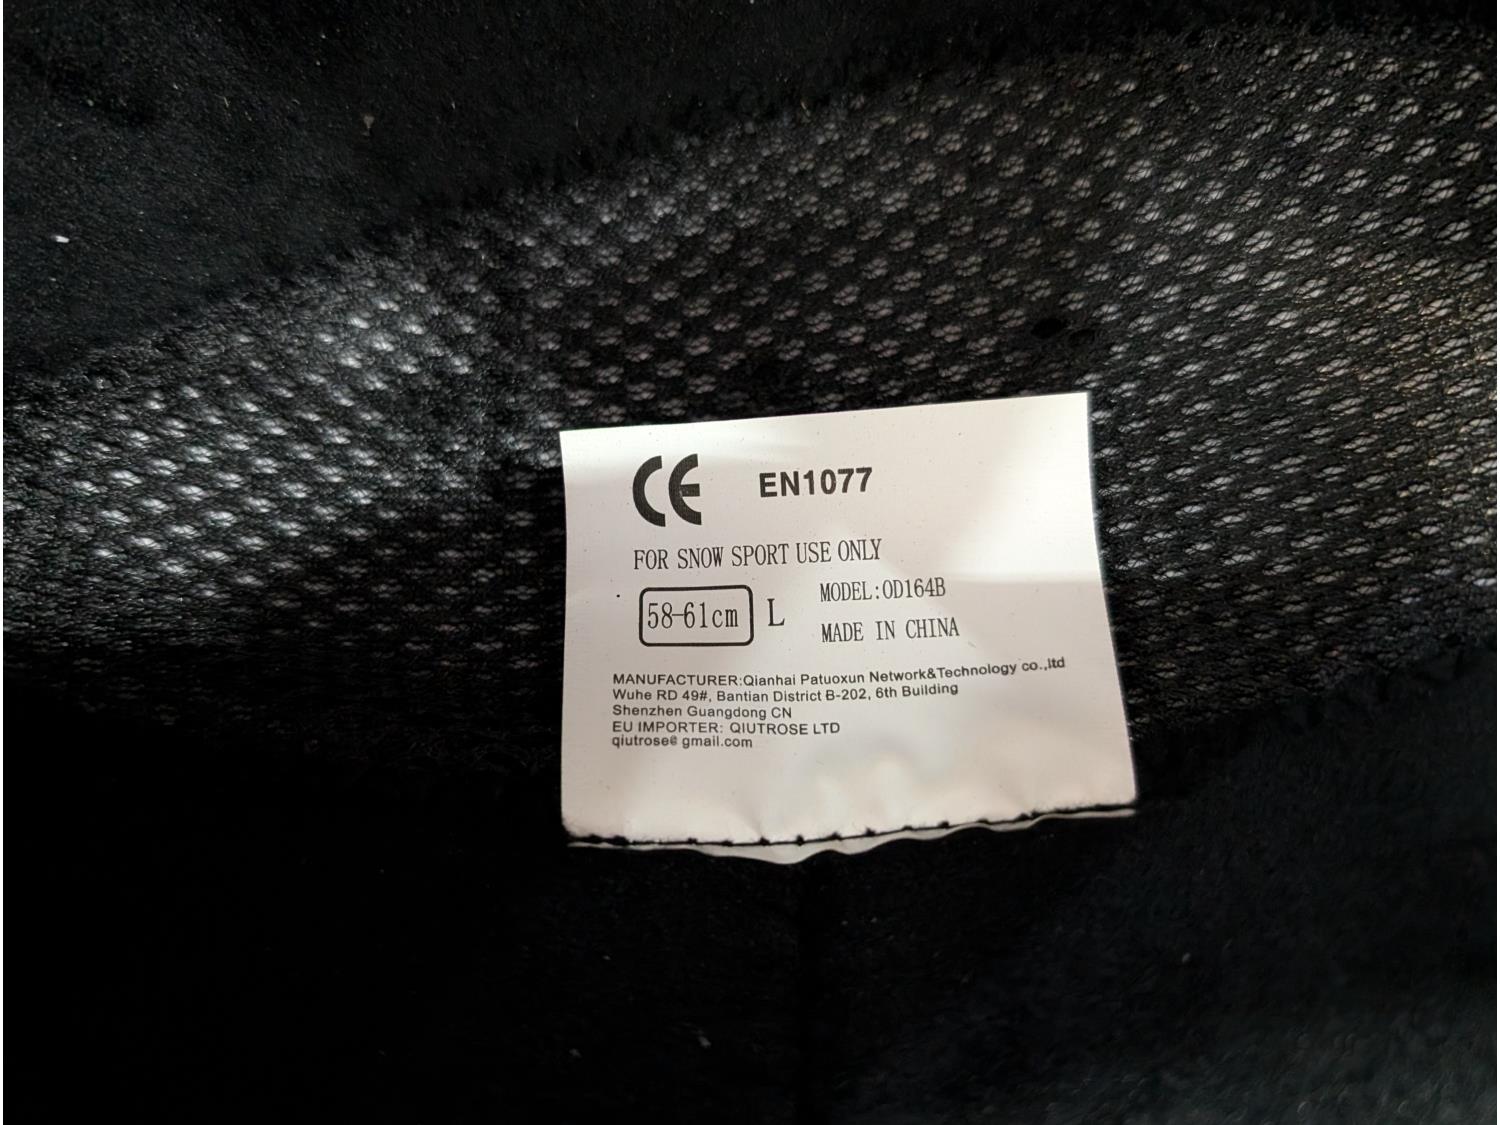 CE EN1077
FOR SNOW SPORT USE ONLY
58-61cm L
MODEL:OD164B
MADE IN CHINA
MANUFACTURER:Qianhai Patuoxun Network&Technology co.,ltd
Wuhe RD 49#, Bantian District B-202, 6th Building
Shenzhen Guangdong CN
EU IMPORTER: QIUTROSE LTD
qiutrose@ gmail.com